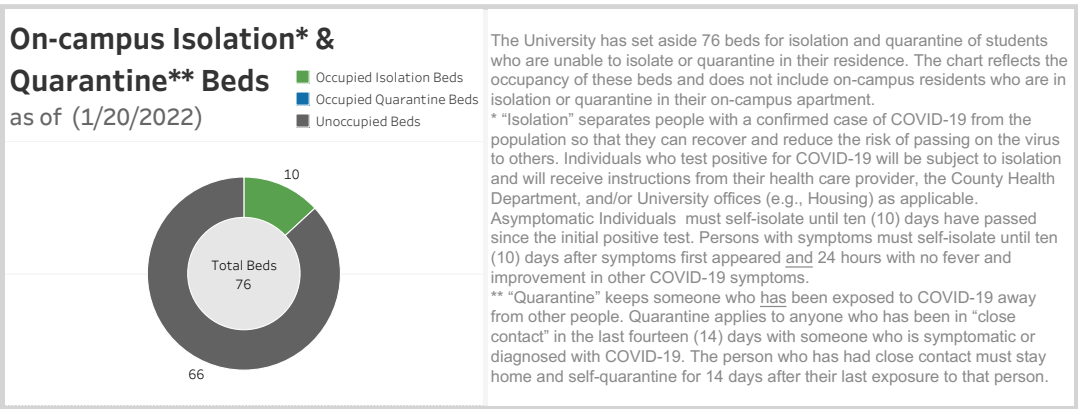 On-campus Isolation* &
Quarantine** Beds
as of (1/20/2022)
Occupied Isolation Beds
Occupied Quarantine Beds
Unoccupied Beds
10
Total Beds
76
66
The University has set aside 76 beds for isolation and quarantine of students
who are unable to isolate or quarantine in their residence. The chart reflects the
occupancy of these beds and does not include on-campus residents who are in
isolation or quarantine in their on-campus apartment.
* “Isolation” separates people with a confirmed case of COVID-19 from the
population so that they can recover and reduce the risk of passing on the virus
to others. Individuals who test positive for COVID-19 will be subject to isolation
and will receive instructions from their health care provider, the County Health
Department, and/or University offices (e.g., Housing) as applicable.
Asymptomatic Individuals  must self-isolate until ten (10) days have passed
since the initial positive test. Persons with symptoms must self-isolate until ten
(10) days after symptoms first appeared and 24 hours with no fever and
improvement in other COVID-19 symptoms.
** “Quarantine” keeps someone who has been exposed to COVID-19 away
from other people. Quarantine applies to anyone who has been in “close
contact” in the last fourteen (14) days with someone who is symptomatic or
diagnosed with COVID-19. The person who has had close contact must stay
home and self-quarantine for 14 days after their last exposure to that person.